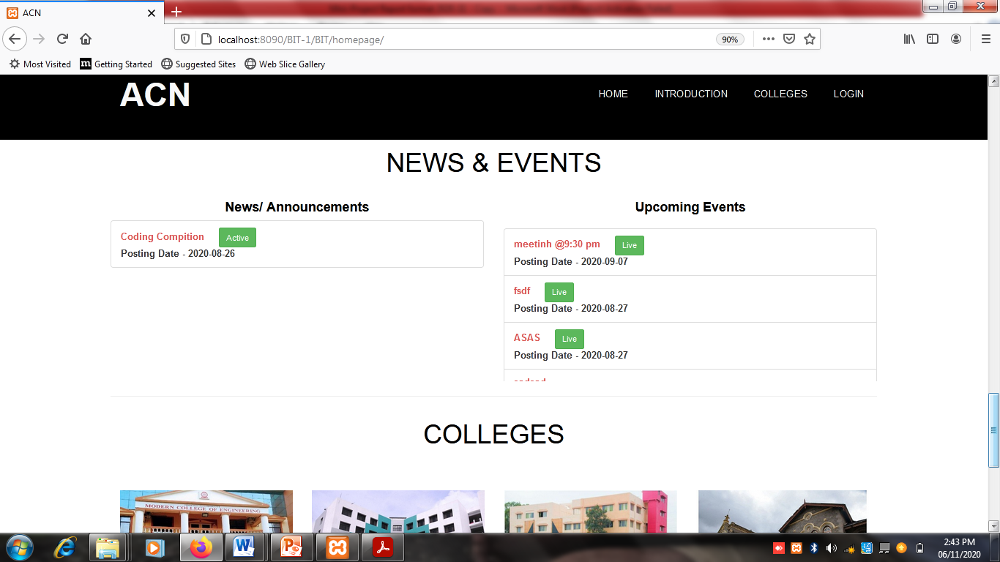 ACN
localhost:8090/BIT-1/BIT/homepage/
90%
Most Visited
Getting Started
Suggested Sites
Web Slice Gallery
ACN
HOME
INTRODUCTION
COLLEGES
LOGIN
NEWS & EVENTS
News/ Announcements
Coding Compition Active
Posting Date - 2020-08-26
Upcoming Events
meetinh @9:30 pm Live
Posting Date - 2020-09-07
fsdf Live
Posting Date - 2020-08-27
ASAS Live
Posting Date - 2020-08-27
COLLEGES
MODERN COLLEGE OF ENGINEERING
2:43 PM
06/11/2020